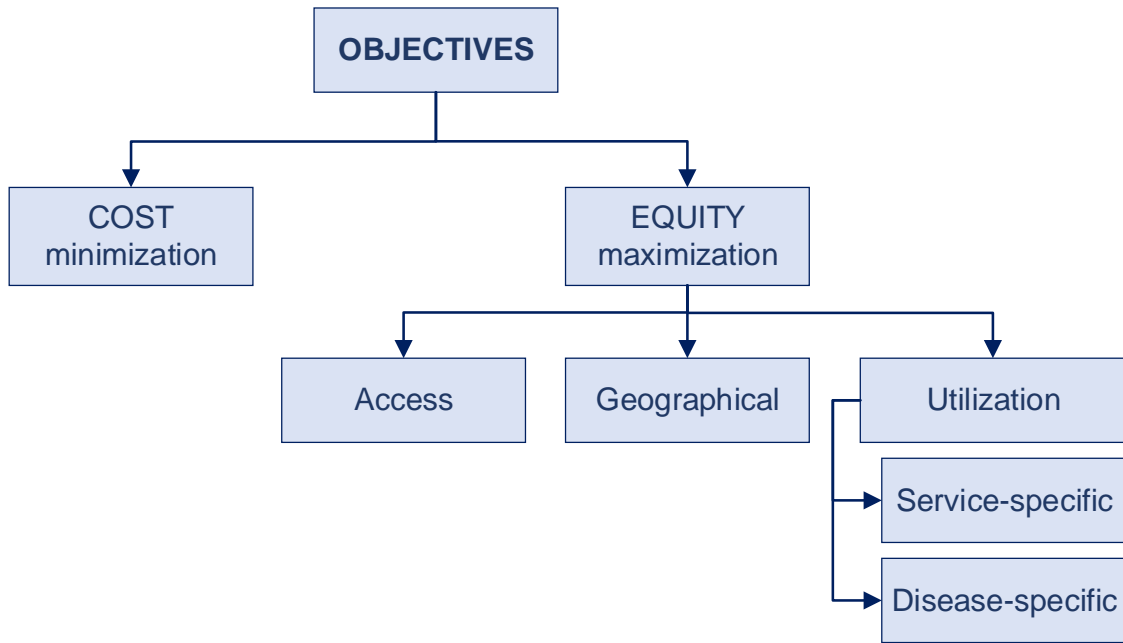 OBJECTIVES
COST
minimization
EQUITY
maximization
Access
Geographical
Utilization
Service-specific
Disease-specific